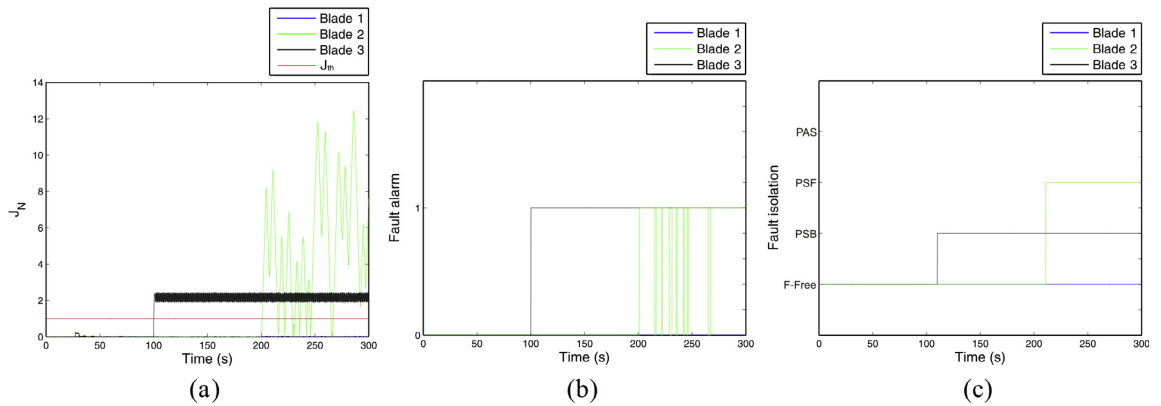 Blade 1
Blade 2
Blade 3
Jth
14
12
10
8
6
4
2
0
JN
0 50 100 150 200 250 300
Time (s)
(a)
Blade 1
Blade 2
Blade 3
1
0
Fault alarm
0 50 100 150 200 250 300
Time (s)
(b)
Blade 1
Blade 2
Blade 3
PAS
PSF
PSB
F-Free
Fault isolation
0 50 100 150 200 250 300
Time (s)
(c)